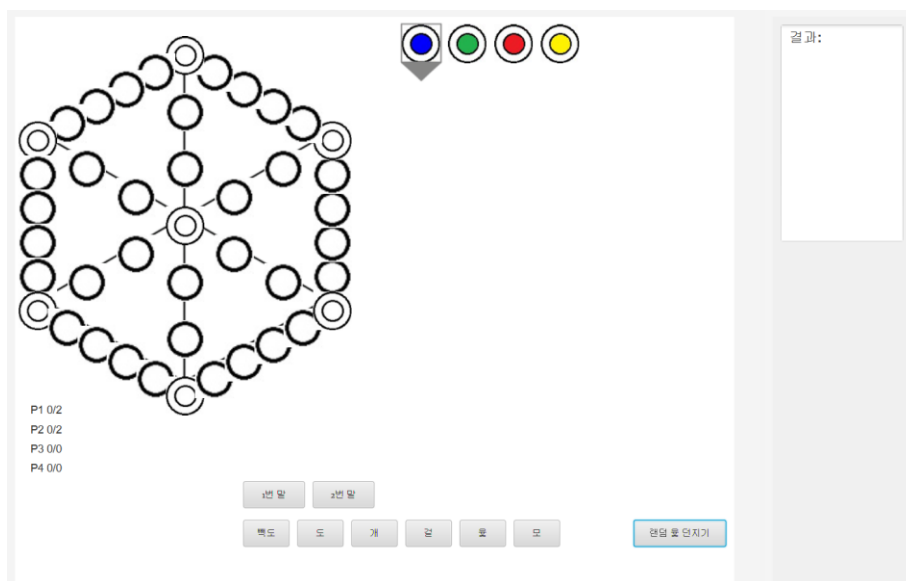 결과:
P1 0/2
P2 0/2
P3 0/0
P4 0/0
1번 말 2번 말
빽도 도 개 걸 윷 모 랜덤 윷 던지기